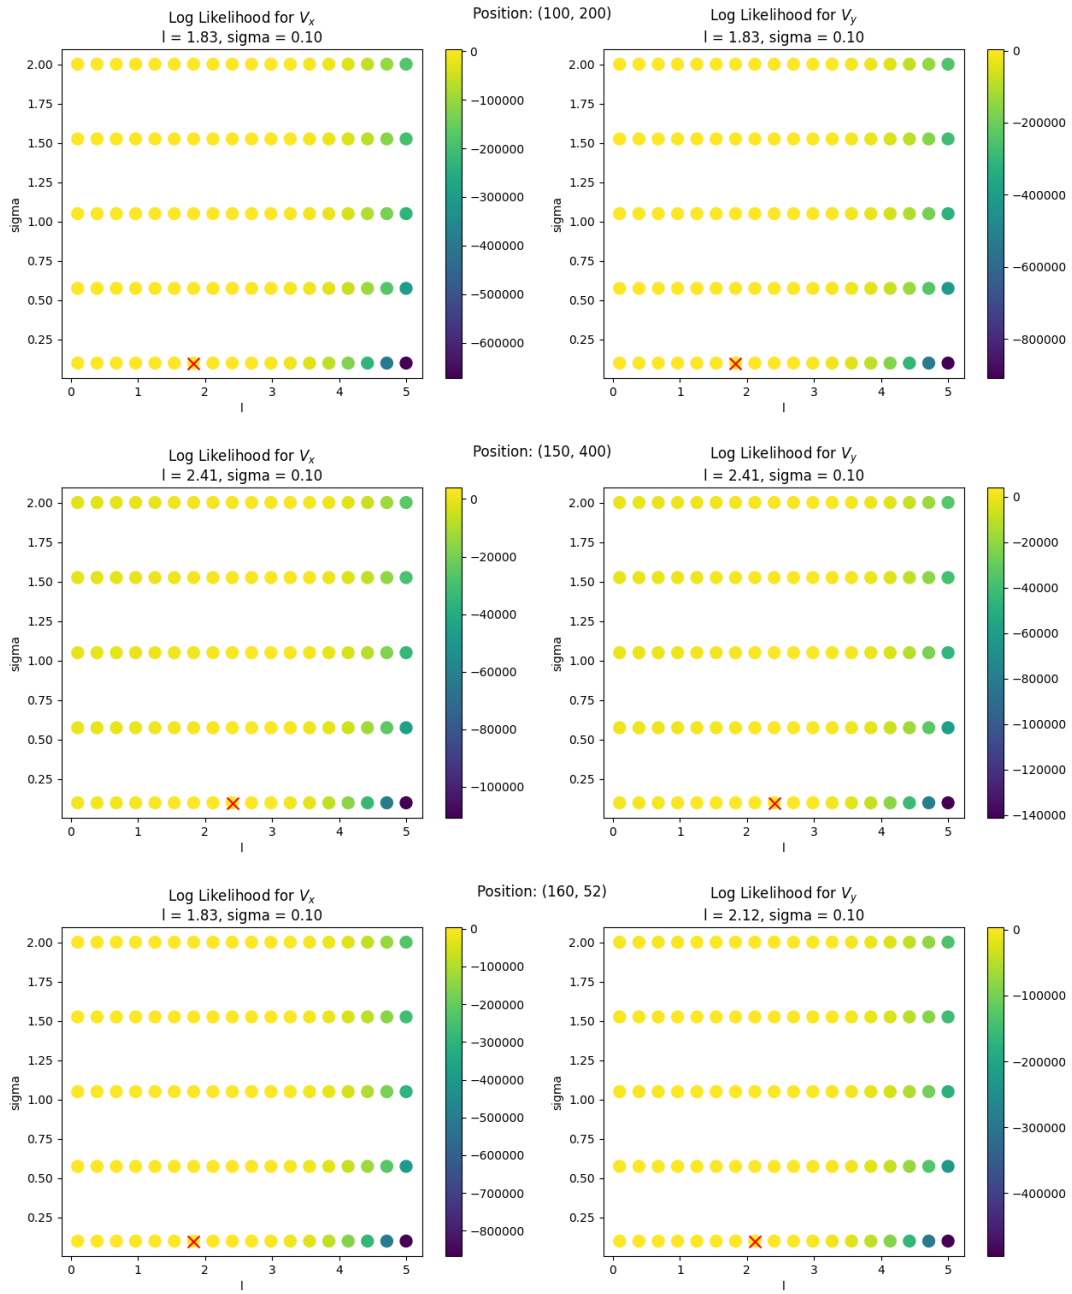 Position: (100, 200)
Log Likelihood for Vx
l = 1.83, sigma = 0.10
2.00
1.75
1.50
1.25
1.00
0.75
0.50
0.25
sigma
0 1 2 3 4 5
l
0
−100000
−200000
−300000
−400000
−500000
−600000
Log Likelihood for Vy
l = 1.83, sigma = 0.10
2.00
1.75
1.50
1.25
1.00
0.75
0.50
0.25
sigma
0 1 2 3 4 5
l
0
−200000
−400000
−600000
−800000
Position: (150, 400)
Log Likelihood for Vx
l = 2.41, sigma = 0.10
2.00
1.75
1.50
1.25
1.00
0.75
0.50
0.25
sigma
0 1 2 3 4 5
l
0
−20000
−40000
−60000
−80000
−100000
Log Likelihood for Vy
l = 2.41, sigma = 0.10
2.00
1.75
1.50
1.25
1.00
0.75
0.50
0.25
sigma
0 1 2 3 4 5
l
0
−20000
−40000
−60000
−80000
−100000
−120000
−140000
Position: (160, 52)
Log Likelihood for Vx
l = 1.83, sigma = 0.10
2.00
1.75
1.50
1.25
1.00
0.75
0.50
0.25
sigma
0 1 2 3 4 5
l
0
−100000
−200000
−300000
−400000
−500000
−600000
−700000
−800000
Log Likelihood for Vy
l = 2.12, sigma = 0.10
2.00
1.75
1.50
1.25
1.00
0.75
0.50
0.25
sigma
0 1 2 3 4 5
l
0
−100000
−200000
−300000
−400000